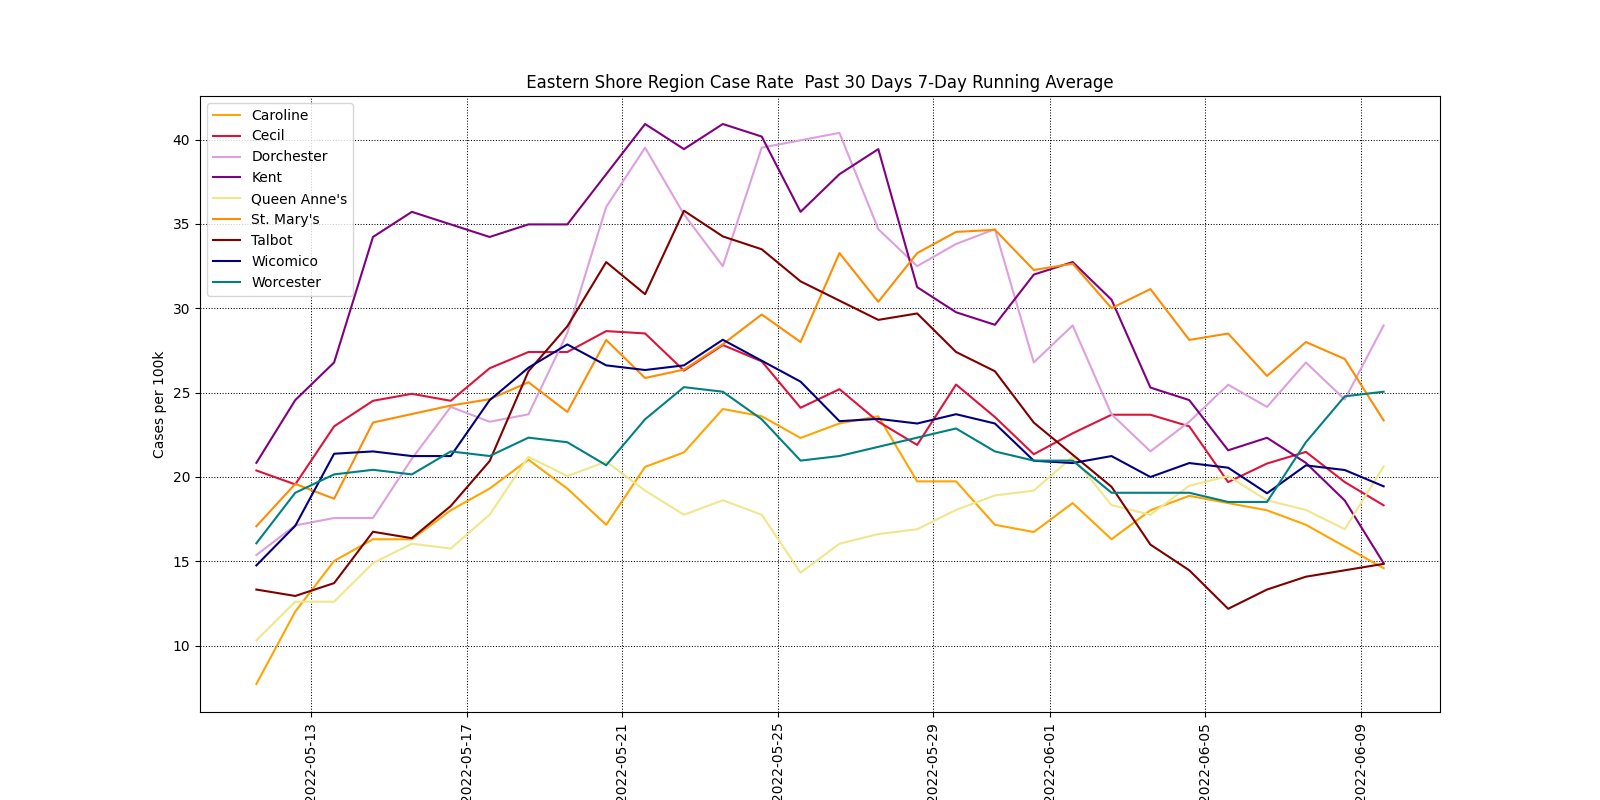 Eastern Shore Region Case Rate  Past 30 Days 7-Day Running Average
Caroline
Cecil
Dorchester
Kent
Queen Anne's
St. Mary's
Talbot
Wicomico
Worcester
Cases per 100k
40
35
30
25
20
15
10
2022-05-13
2022-05-17
2022-05-21
2022-05-25
2022-05-29
2022-06-01
2022-06-05
2022-06-09